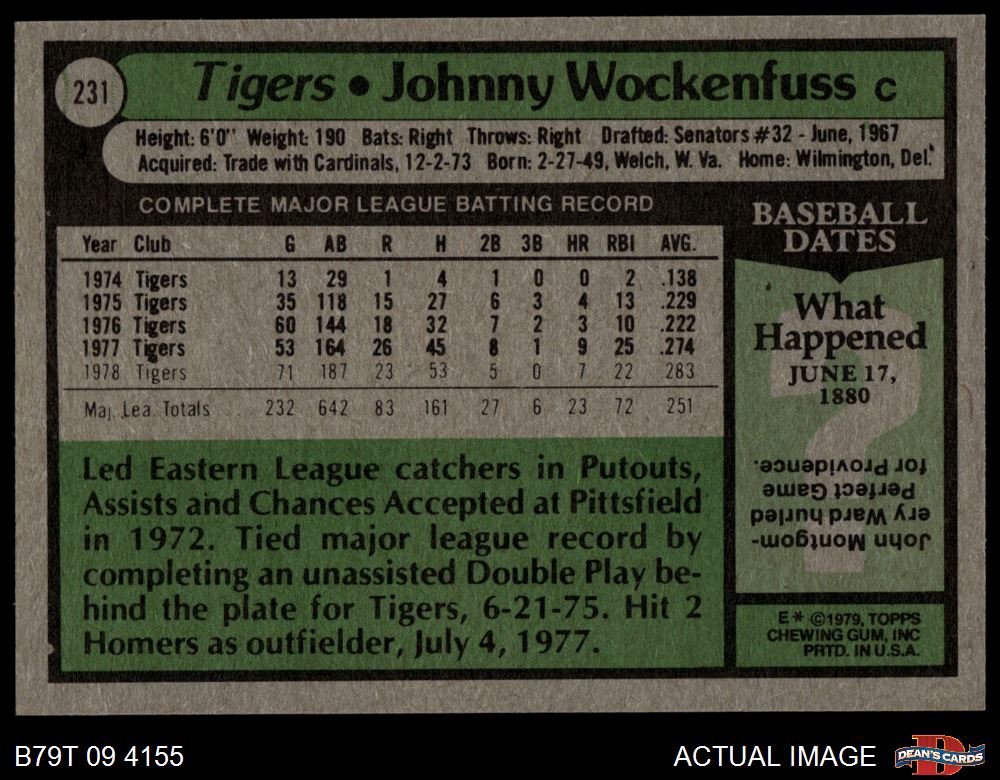 231
Tigers • Johnny Wockenfuss C
Height: 6'0" Weight: 190 Bats: Right Throws: Right Drafted: Senators #32 - June, 1967
Acquired: Trade with Cardinals, 12-2-73 Born: 2-27-49, Welch, W. Va. Home: Wilmington, Del.
COMPLETE MAJOR LEAGUE BATTING RECORD
Year Club G AB R H 2B 3B HR RBI AVG.
1974 Tigers 13 29 1 4 1 0 0 2 .138
1975 Tigers 35 118 15 27 6 3 4 13 .229
1976 Tigers 60 144 18 32 7 2 3 10 .222
1977 Tigers 53 164 26 45 8 1 9 25 .274
1978 Tigers 71 187 23 53 5 0 7 22 283
Maj. Lea. Totals 232 642 83 161 27 6 23 72 251
Led Eastern League catchers in Putouts,
Assists and Chances Accepted at Pittsfield
in 1972. Tied major league record by
completing an unassisted Double Play be-
hind the plate for Tigers, 6-21-75. Hit 2
Homers as outfielder, July 4, 1977.
BASEBALL
DATES
What
Happened
JUNE 17,
1880
John Montgom-
ery Ward hurled
Perfect Game
for Providence.
E* ©1979, TOPPS
CHEWING GUM, INC
PRTD. IN U.S.A.
B79T 09 4155
ACTUAL IMAGE
DEAN'S CARDS